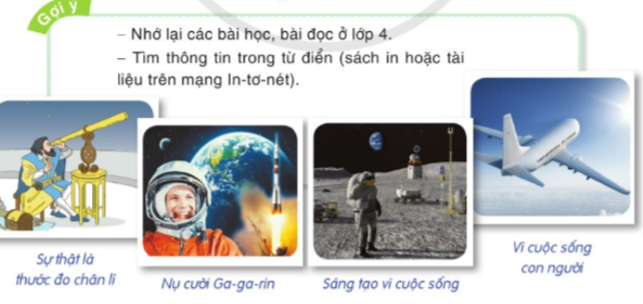 Gợi ý
– Nhớ lại các bài học, bài đọc ở lớp 4.
– Tìm thông tin trong từ điển (sách in hoặc tài
liệu trên mạng In-tơ-nét).
Sự thật là
thước đo chân lí
Nụ cười Ga-ga-rin
Sáng tạo vì cuộc sống
Vì cuộc sống
con người